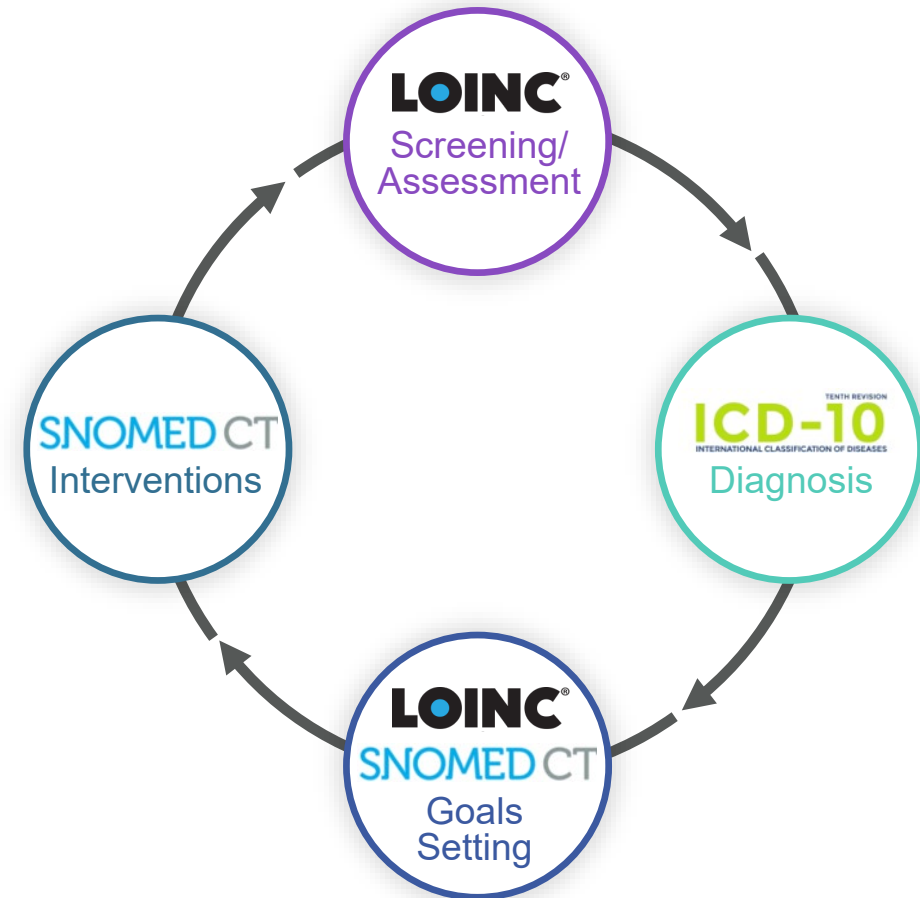 LOINC®
Screening/
Assessment
TENTH REVISION
ICD-10
INTERNATIONAL CLASSIFICATION OF DISEASES
Diagnosis
LOINC®
SNOMED CT
Goals
Setting
SNOMED CT
Interventions